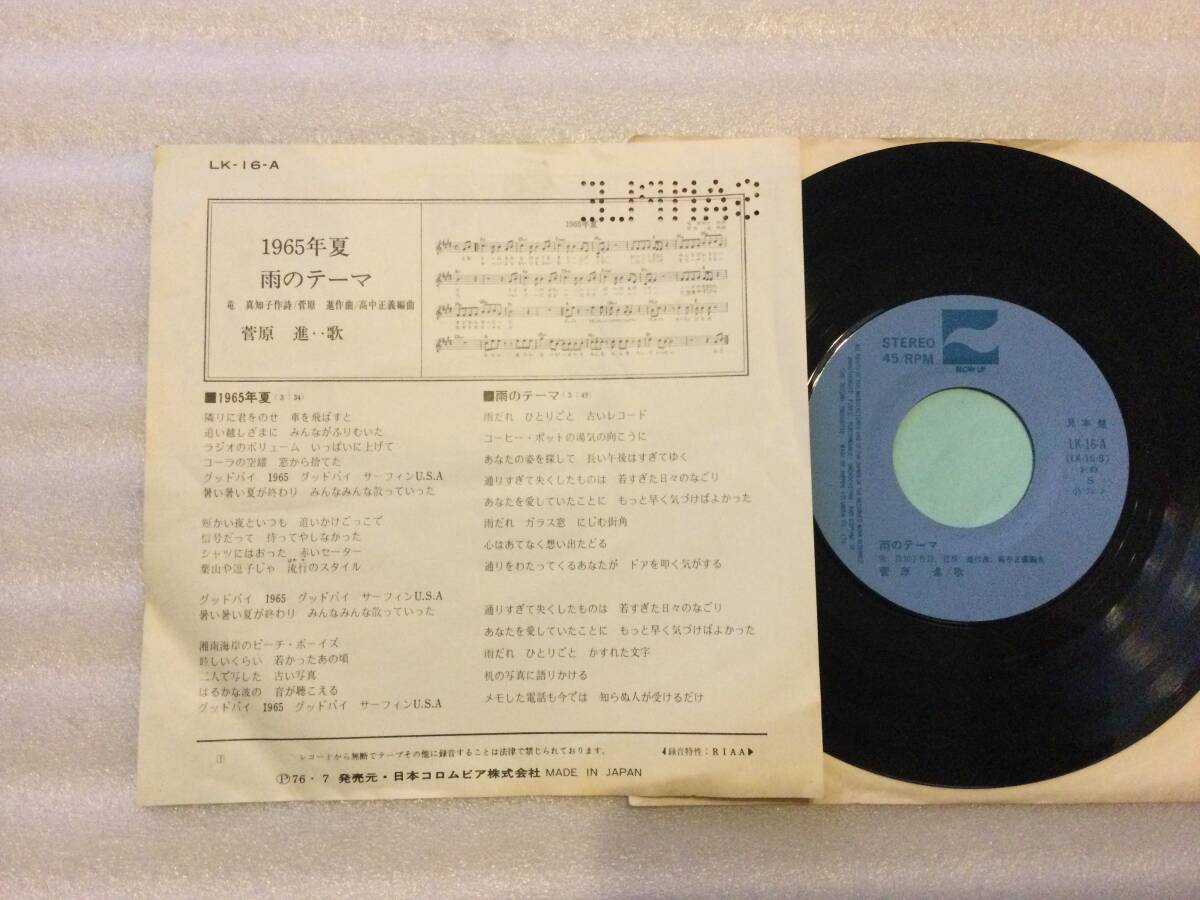 LK-16-A
SAMPLE
1965年夏
雨のテーマ
竜 真知子作詩/菅原 進作曲/高中正義編曲
菅原 進‥歌
1965年夏
■1965年夏(3:34)
隣りに君をのせ 車を飛ばすと
追い越しざまに みんながふりむいた
ラジオのボリューム いっぱいに上げて
コーラの空罐 窓から捨てた
グッドバイ 1965 グッドバイ サーフィンU.S.A
暑い暑い夏が終わり みんなみんな散っていった
短かい夜といつも 追いかけごっこで
信号だって 待ってやしなかった
シャツにはおった 赤いセーター
葉山や逗子じゃ 流行のスタイル
グッドバイ 1965 グッドバイ サーフィンU.S.A
暑い暑い夏が終わり みんなみんな散っていった
湘南海岸のビーチ・ボーイズ
眩しいくらい 若かったあの頃
二人で写した 古い写真
はるかな波の 音が聴こえる
グッドバイ 1965 グッドバイ サーフィンU.S.A
■雨のテーマ(3:49)
雨だれ ひとりごと 古いレコード
コーヒー・ポットの湯気の向こうに
あなたの姿を探して 長い午後はすぎてゆく
通りすぎて失くしたものは 若すぎた日々のなごり
あなたを愛していたことに もっと早く気づけばよかった
雨だれ ガラス窓 にじむ街角
心はあてなく想い出たどる
通りをわたってくるあなたが ドアを叩く気がする
通りすぎて失くしたものは 若すぎた日々のなごり
あなたを愛していたことに もっと早く気づけばよかった
雨だれ ひとりごと かすれた文字
机の写真に語りかける
メモした電話も今では 知らぬ人が受けるだけ
レコードから無断でテープその他に録音することは法律で禁じられております。
◀録音特性:RIAA▶
Ⓟ76・7 発売元・日本コロムビア株式会社 MADE IN JAPAN
STEREO
45 RPM
BLOW UP
見本盤
LK-16-A
(LK-16-B)
3:49
S
雨のテーマ
菅原 進:歌